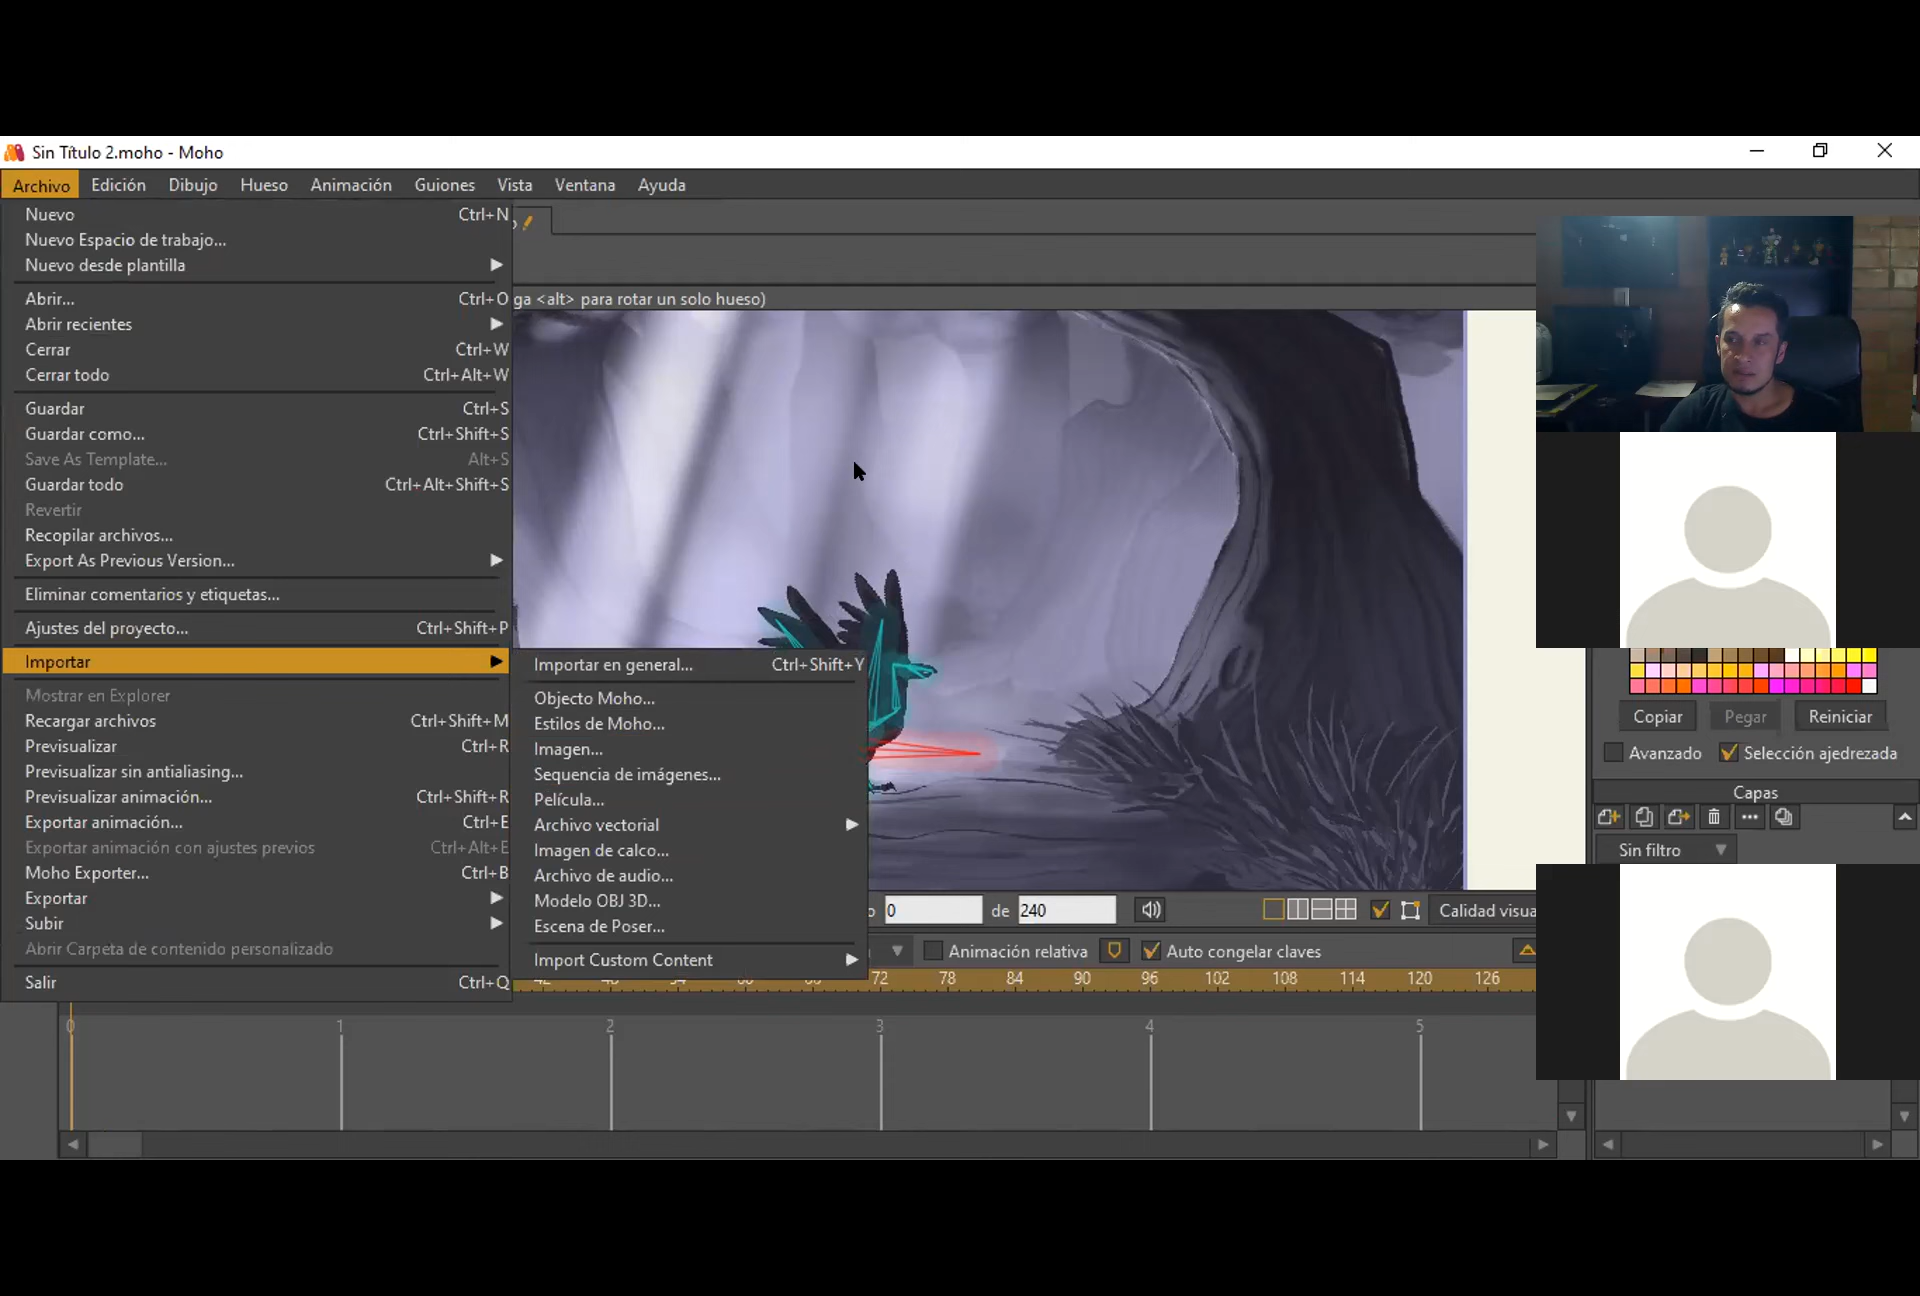 Sin Título 2.moho - Moho
Archivo Edición Dibujo Hueso Animación Guiones Vista Ventana Ayuda
Nuevo Ctrl+N
Nuevo Espacio de trabajo...
Nuevo desde plantilla
Abrir... Ctrl+O
ga <alt> para rotar un solo hueso)
Abrir recientes
Cerrar Ctrl+W
Cerrar todo Ctrl+Alt+W
Guardar Ctrl+S
Guardar como... Ctrl+Shift+S
Save As Template... Alt+S
Guardar todo Ctrl+Alt+Shift+S
Revertir
Recopilar archivos...
Export As Previous Version...
Eliminar comentarios y etiquetas...
Ajustes del proyecto... Ctrl+Shift+P
Importar
Mostrar en Explorer
Recargar archivos Ctrl+Shift+M
Previsualizar Ctrl+R
Previsualizar sin antialiasing...
Previsualizar animación... Ctrl+Shift+R
Exportar animación... Ctrl+E
Exportar animación con ajustes previos Ctrl+Alt+E
Moho Exporter... Ctrl+B
Exportar
Subir
Abrir Carpeta de contenido personalizado
Salir Ctrl+Q
Importar en general... Ctrl+Shift+Y
Objecto Moho...
Estilos de Moho...
Imagen...
Sequencia de imágenes...
Película...
Archivo vectorial
Imagen de calco...
Archivo de audio...
Modelo OBJ 3D...
Escena de Poser...
Import Custom Content
Copiar Pegar Reiniciar
Avanzado Selección ajedrezada
Capas
Sin filtro
o 0 de 240 Calidad visua
Animación relativa Auto congelar claves
72 78 84 90 96 102 108 114 120 126
0 1 2 3 4 5